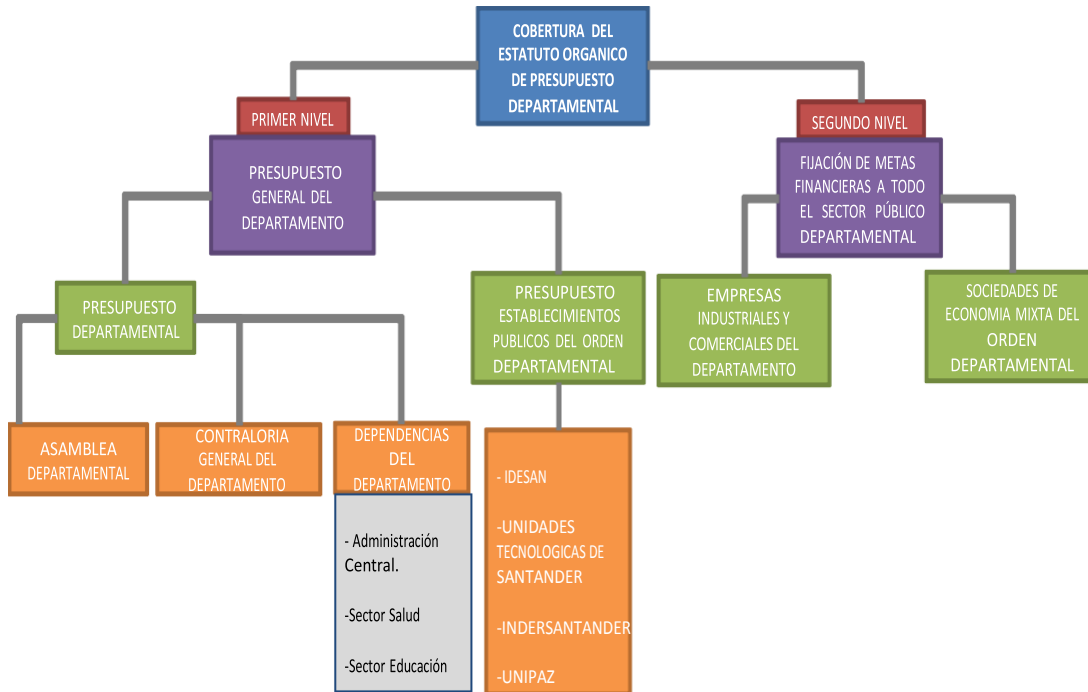 COBERTURA DEL
ESTATUTO ORGANICO
DE PRESUPUESTO
DEPARTAMENTAL
PRIMER NIVEL
SEGUNDO NIVEL
PRESUPUESTO
GENERAL DEL
DEPARTAMENTO
FIJACIÓN DE METAS
FINANCIERAS A TODO
EL SECTOR PÚBLICO
DEPARTAMENTAL
PRESUPUESTO
DEPARTAMENTAL
PRESUPUESTO
ESTABLECIMIENTOS
PUBLICOS DEL ORDEN
DEPARTAMENTAL
EMPRESAS
INDUSTRIALES Y
COMERCIALES DEL
DEPARTAMENTO
SOCIEDADES DE
ECONOMIA MIXTA DEL
ORDEN
DEPARTAMENTAL
ASAMBLEA
DEPARTAMENTAL
CONTRALORIA
GENERAL DEL
DEPARTAMENTO
DEPENDENCIAS
DEL
DEPARTAMENTO
- Administración
Central.
-Sector Salud
-Sector Educación
- IDESAN
-UNIDADES
TECNOLOGICAS DE
SANTANDER
-INDERSANTANDER
-UNIPAZ